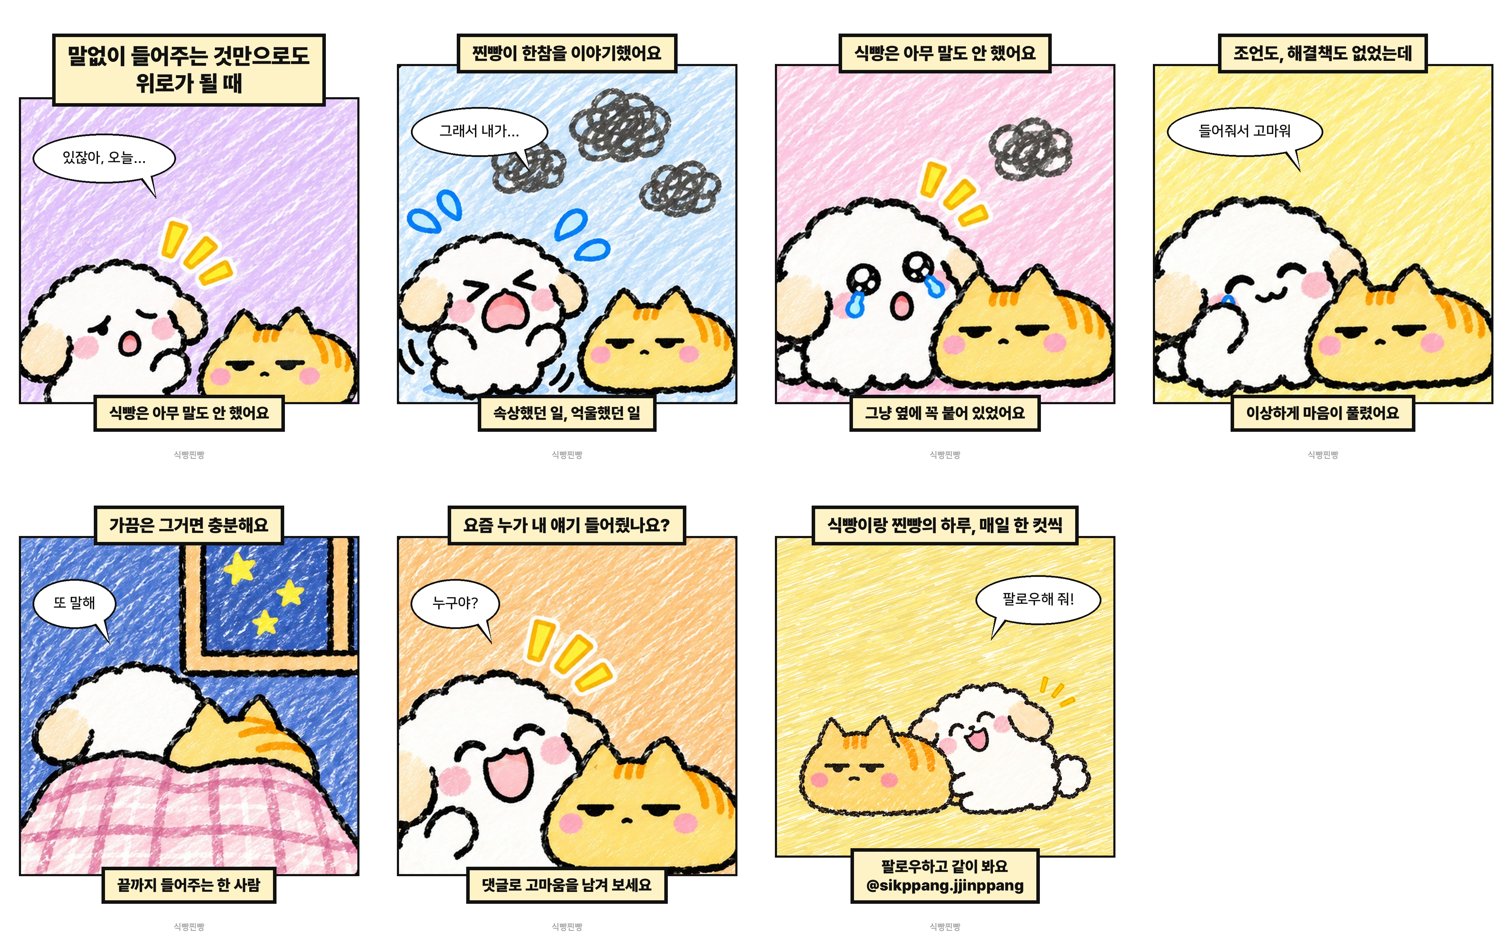 말없이 들어주는 것만으로도
위로가 될 때
있잖아, 오늘...
식빵은 아무 말도 안 했어요
식빵찐빵
찐빵이 한참을 이야기했어요
그래서 내가...
속상했던 일, 억울했던 일
식빵찐빵
식빵은 아무 말도 안 했어요
그냥 옆에 꼭 붙어 있었어요
식빵찐빵
조언도, 해결책도 없었는데
들어줘서 고마워
이상하게 마음이 풀렸어요
식빵찐빵
가끔은 그거면 충분해요
또 말해
끝까지 들어주는 한 사람
식빵찐빵
요즘 누가 내 얘기 들어줬나요?
누구야?
댓글로 고마움을 남겨 보세요
식빵찐빵
식빵이랑 찐빵의 하루, 매일 한 컷씩
팔로우해 줘!
팔로우하고 같이 봐요
@sikppang.jjinppang
식빵찐빵